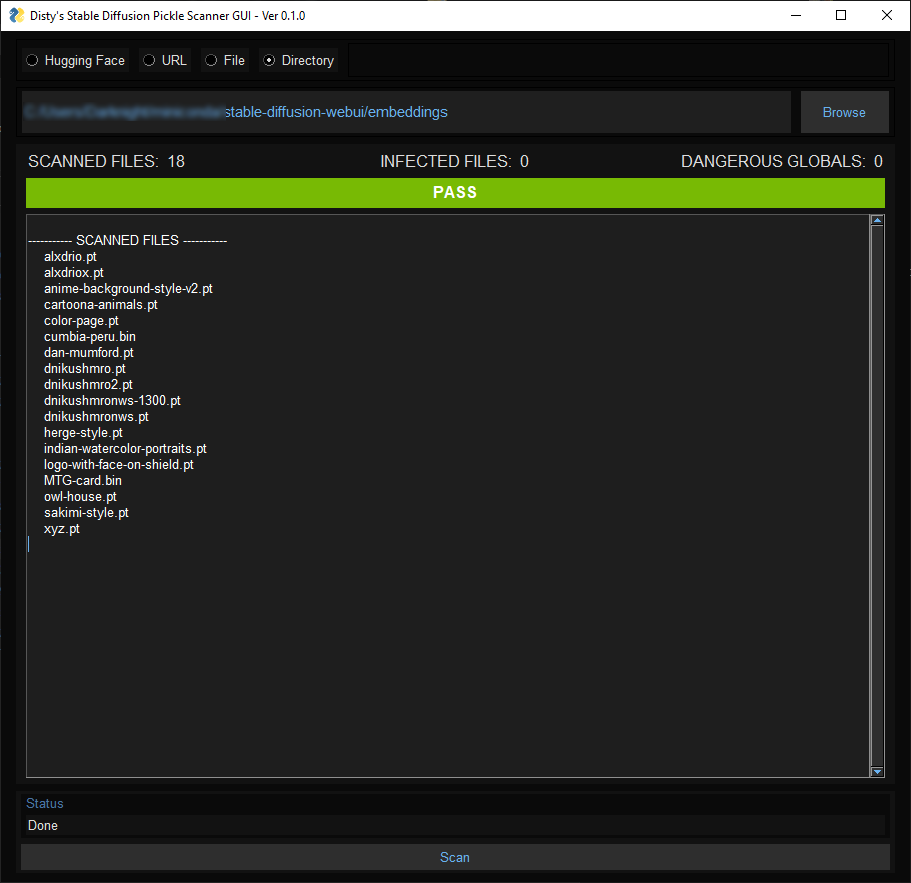 Disty's Stable Diffusion Pickle Scanner GUI - Ver 0.1.0
Hugging Face URL File Directory
stable-diffusion-webui/embeddings Browse
SCANNED FILES: 18 INFECTED FILES: 0 DANGEROUS GLOBALS: 0
PASS
----------- SCANNED FILES -----------
alxdrio.pt
alxdriox.pt
anime-background-style-v2.pt
cartoona-animals.pt
color-page.pt
cumbia-peru.bin
dan-mumford.pt
dnikushmro.pt
dnikushmro2.pt
dnikushmronws-1300.pt
dnikushmronws.pt
herge-style.pt
indian-watercolor-portraits.pt
logo-with-face-on-shield.pt
MTG-card.bin
owl-house.pt
sakimi-style.pt
xyz.pt
Status
Done
Scan